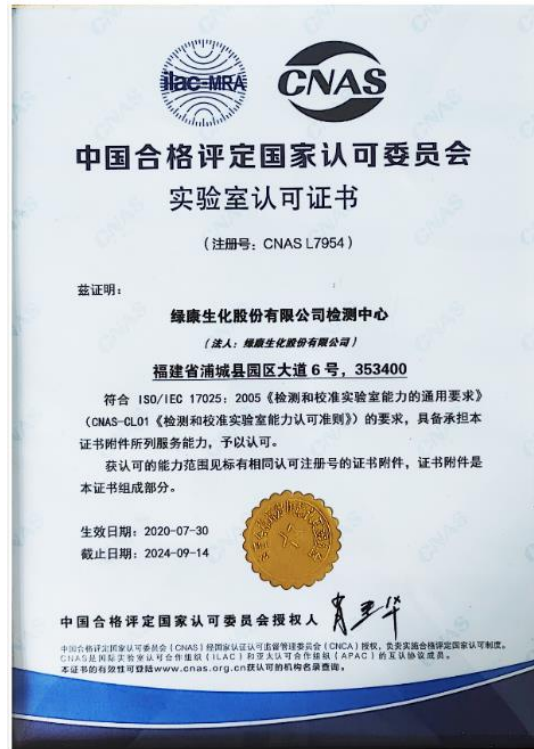 ilac-MRA
CNAS
中国合格评定国家认可委员会
实验室认可证书
（注册号：CNAS L7954）
兹证明：
绿康生化股份有限公司检测中心
（法人：绿康生化股份有限公司）
福建省浦城县园区大道 6 号，353400
符合 ISO/IEC 17025：2005《检测和校准实验室能力的通用要求》
（CNAS-CL01《检测和校准实验室能力认可准则》）的要求，具备承担本
证书附件所列服务能力，予以认可。
获认可的能力范围见标有相同认可注册号的证书附件，证书附件是
本证书组成部分。
生效日期：2020-07-30
截止日期：2024-09-14
中国合格评定国家认可委员会授权人
中国合格评定国家认可委员会（CNAS）经国家认证认可监督管理委员会（CNCA）授权，负责实施合格评定国家认可制度。
CNAS是国际实验室认可合作组织（ILAC）和亚太认可合作组织（APAC）的互认协议成员。
本证书的有效性可登陆www.cnas.org.cn获认可的机构名录查询。